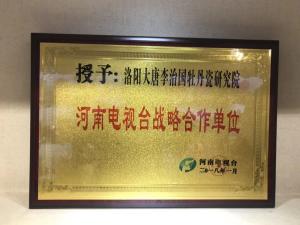 授予：洛阳大唐李治国牡丹瓷研究院
河南电视台战略合作单位
河南电视台
二0一八年一月